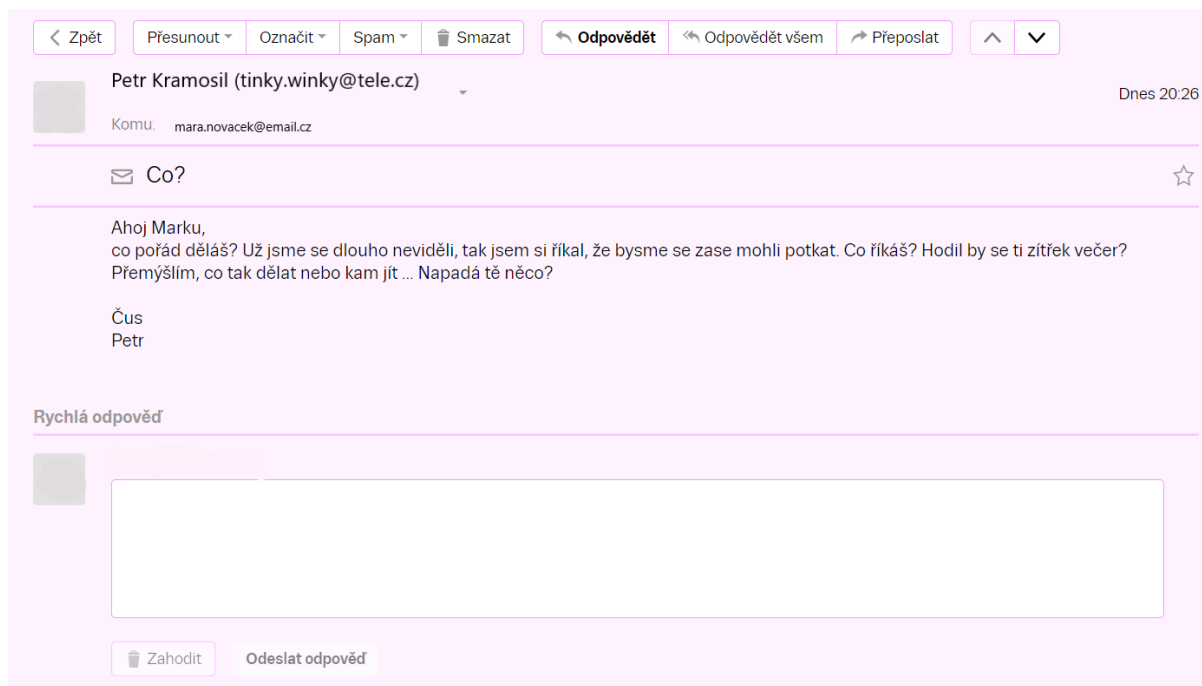 Zpět Přesunout Označit Spam Smazat Odpovědět Odpovědět všem Přeposlat
Petr Kramosil (tinky.winky@tele.cz)
Dnes 20:26
Komu: mara.novacek@email.cz
Co?
Ahoj Marku,
co pořád děláš? Už jsme se dlouho neviděli, tak jsem si říkal, že bysme se zase mohli potkat. Co říkáš? Hodil by se ti zítřek večer?
Přemýšlím, co tak dělat nebo kam jít ... Napadá tě něco?
Čus
Petr
Rychlá odpověď
Zahodit Odeslat odpověď